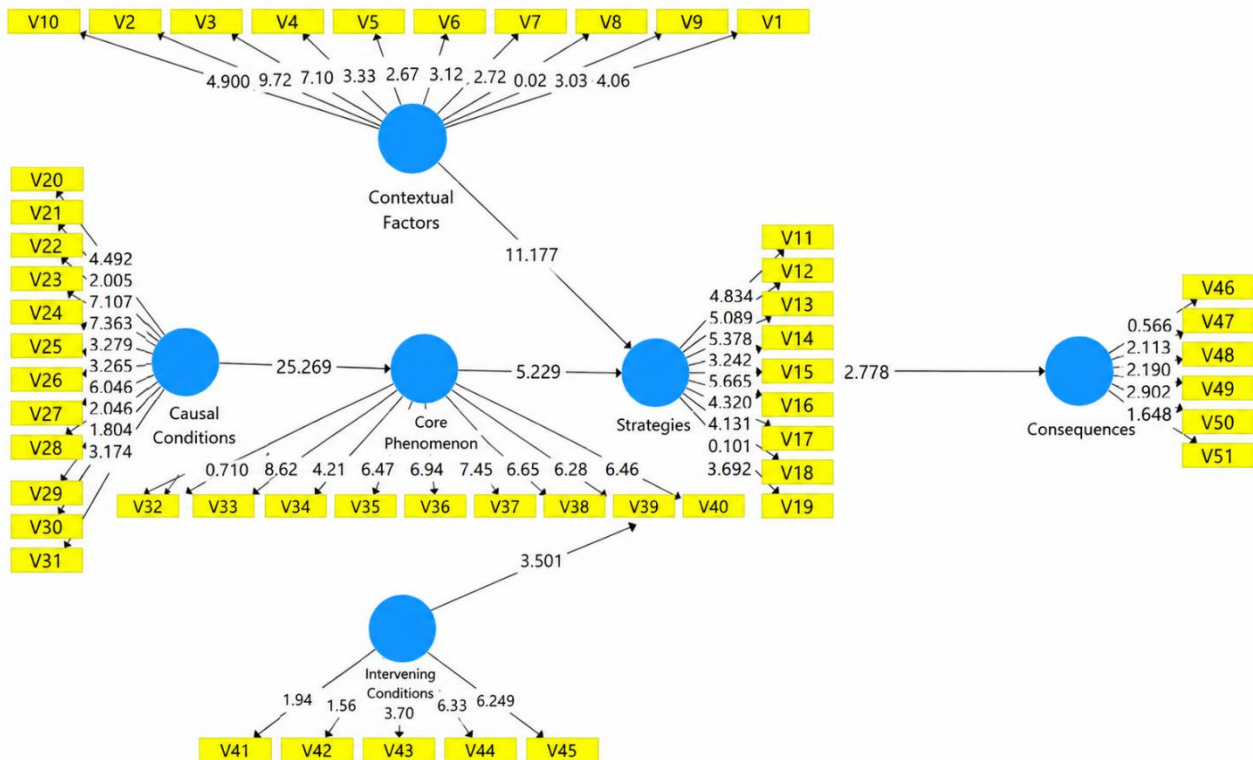 V10 V2 V3 V4 V5 V6 V7 V8 V9 V1
4.900 9.72 7.10 3.33 2.67 3.12 2.72 0.02 3.03 4.06
Contextual
Factors
11.177
V20
V21
V22
V23
V24
V25
V26
V27
V28
V29
V30
V31
4.492
2.005
7.107
7.363
3.279
3.265
6.046
2.046
1.804
3.174
Causal
Conditions
25.269
Core
Phenomenon
5.229
Strategies
V11
V12
V13
V14
V15
V16
V17
V18
V19
4.834
5.089
5.378
3.242
5.665
4.320
4.131
0.101
3.692
2.778
Consequences
0.566
2.113
2.190
2.902
1.648
V46
V47
V48
V49
V50
V51
0.710 8.62 4.21 6.47 6.94 7.45 6.65 6.28 6.46
V32 V33 V34 V35 V36 V37 V38 V39 V40
3.501
Intervening
Conditions
1.94 1.56 3.70 6.33 6.249
V41 V42 V43 V44 V45